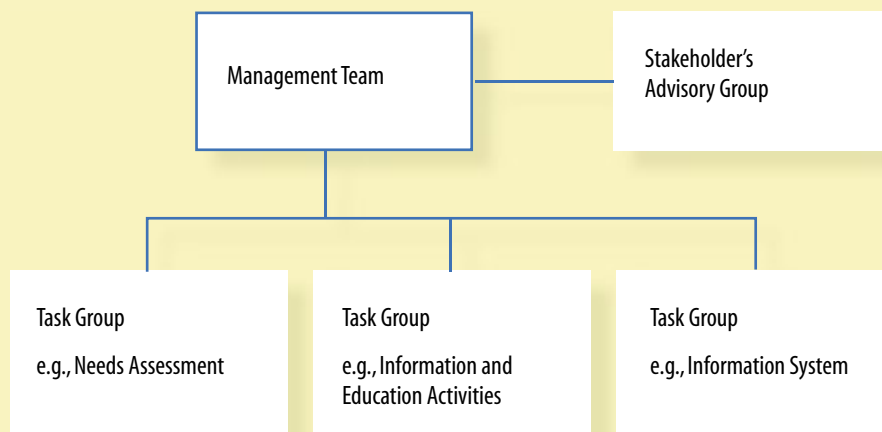 Management Team
Stakeholder’s
Advisory Group
Task Group
e.g., Needs Assessment
Task Group
e.g., Information and
Education Activities
Task Group
e.g., Information System